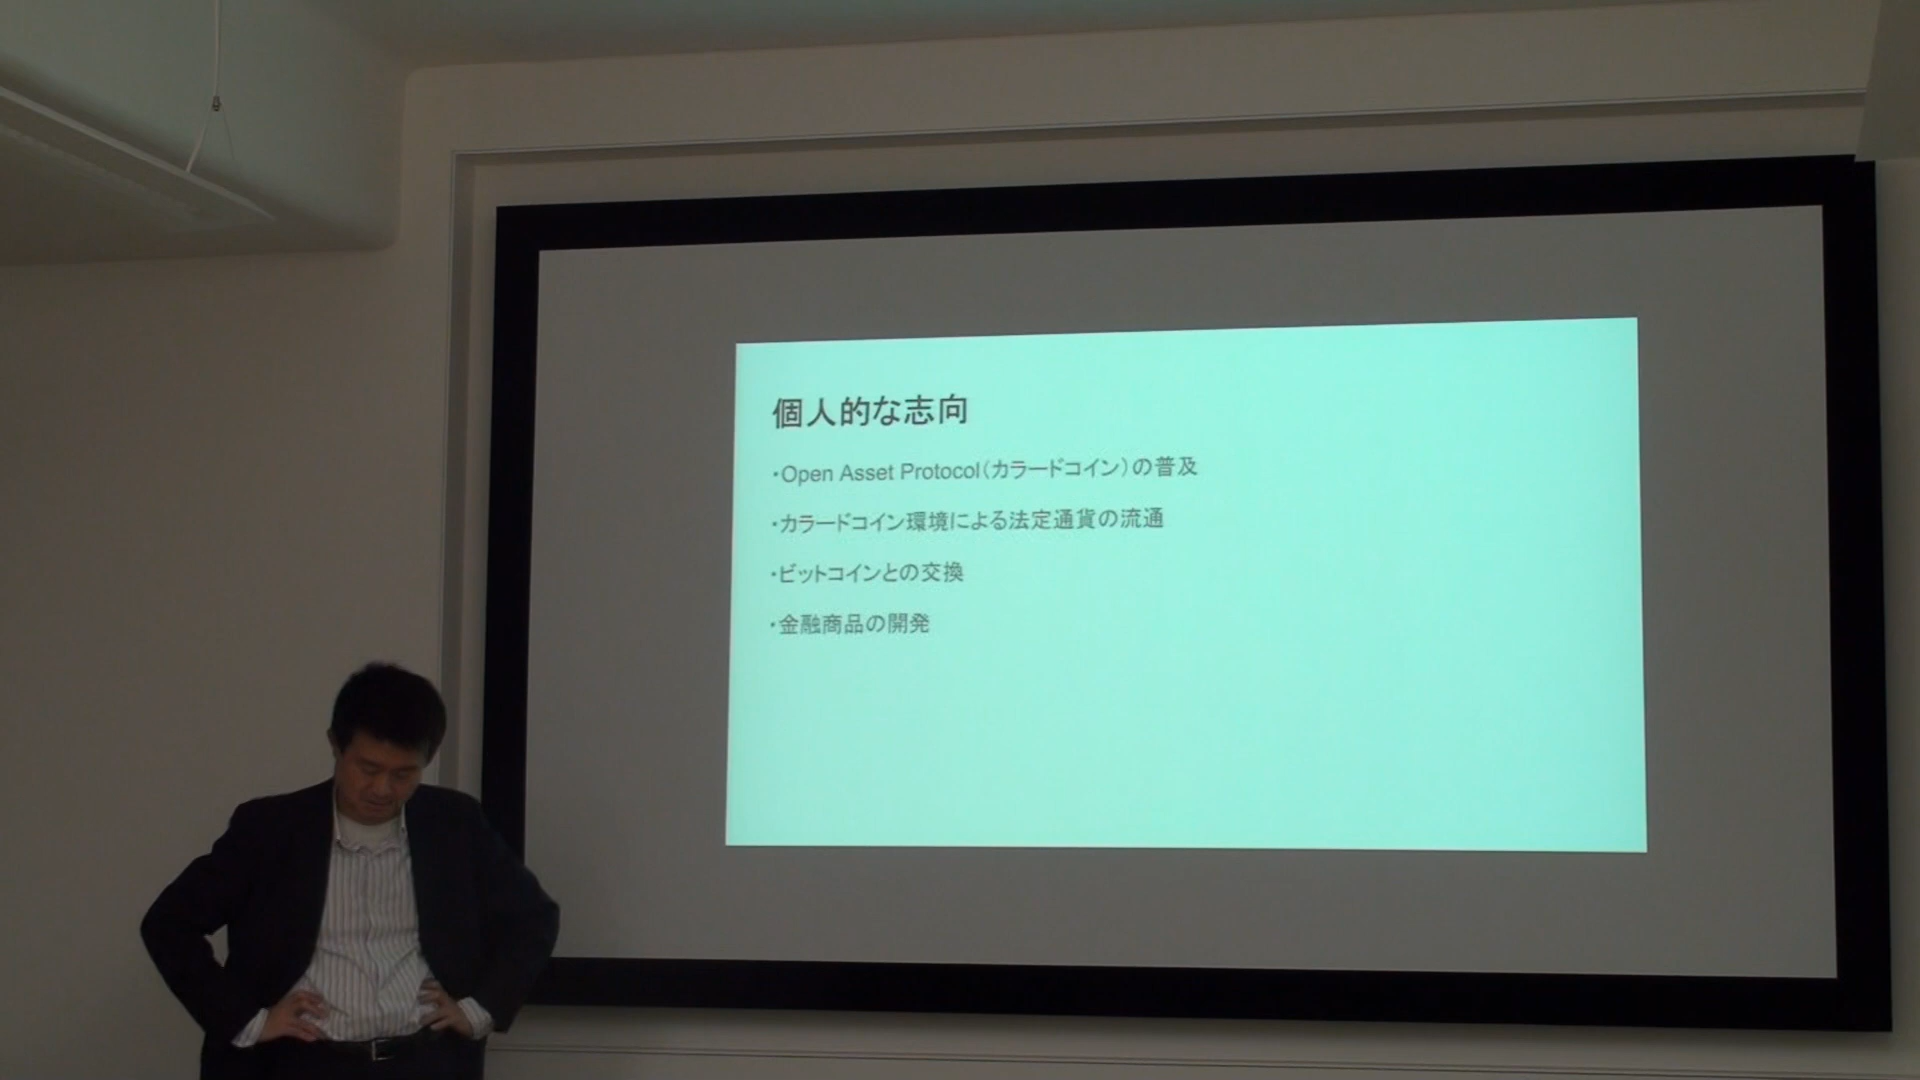 個人的な志向
・Open Asset Protocol（カラードコイン）の普及
・カラードコイン環境による法定通貨の流通
・ビットコインとの交換
・金融商品の開発